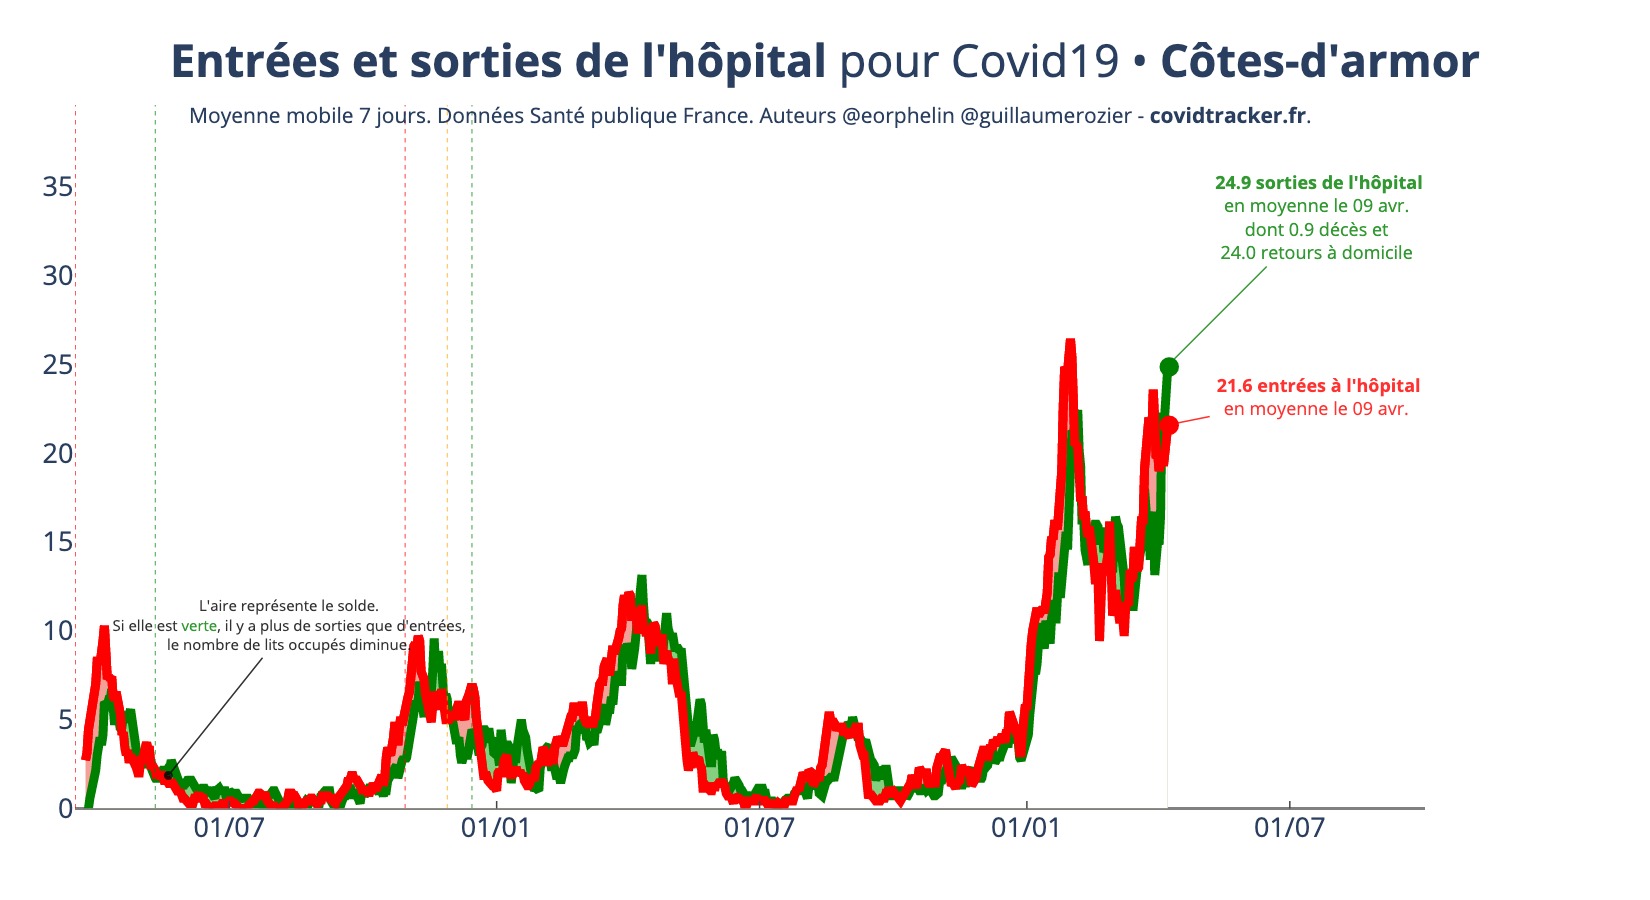 Entrées et sorties de l'hôpital pour Covid19 • Côtes-d'armor
Moyenne mobile 7 jours. Données Santé publique France. Auteurs @eorphelin @guillaumerozier - covidtracker.fr.
35
30
25
20
15
10
5
0
24.9 sorties de l'hôpital
en moyenne le 09 avr.
dont 0.9 décès et
24.0 retours à domicile
21.6 entrées à l'hôpital
en moyenne le 09 avr.
L'aire représente le solde.
Si elle est verte, il y a plus de sorties que d'entrées,
le nombre de lits occupés diminue.
01/07
01/01
01/07
01/01
01/07